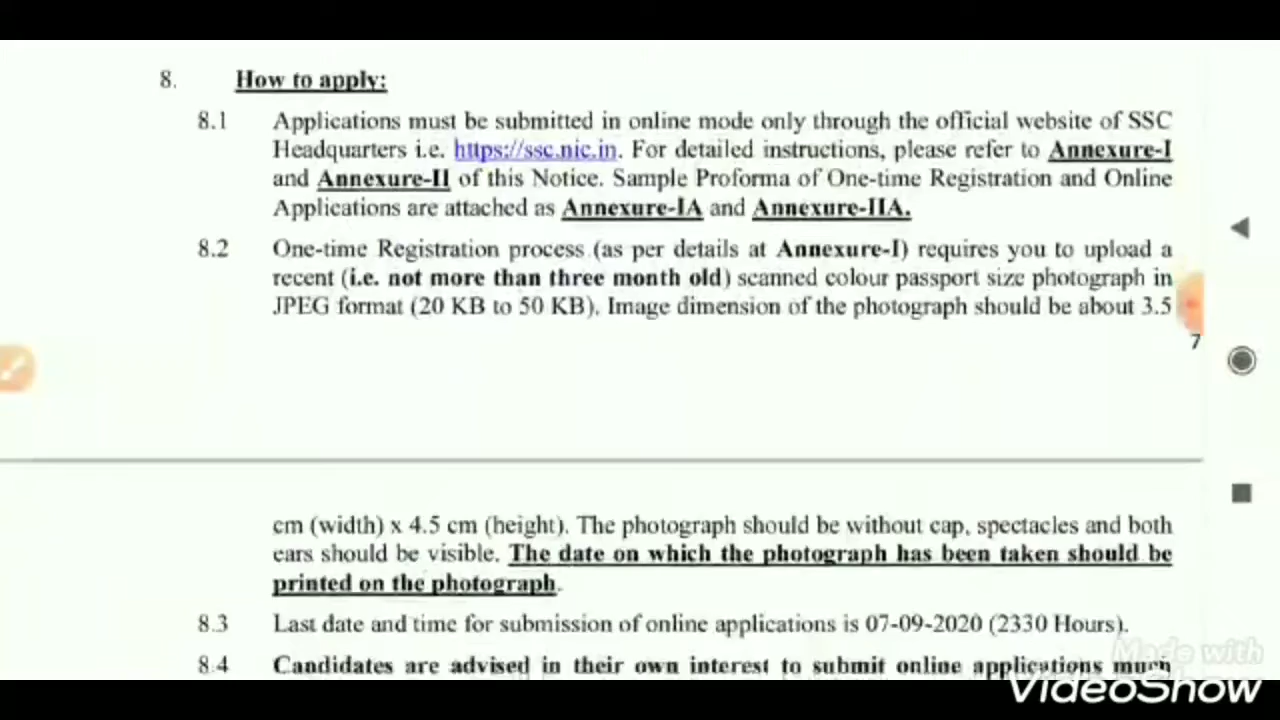 8. How to apply:
8.1 Applications must be submitted in online mode only through the official website of SSC
Headquarters i.e. https://ssc.nic.in. For detailed instructions, please refer to Annexure-I
and Annexure-II of this Notice. Sample Proforma of One-time Registration and Online
Applications are attached as Annexure-IA and Annexure-IIA.
8.2 One-time Registration process (as per details at Annexure-I) requires you to upload a
recent (i.e. not more than three month old) scanned colour passport size photograph in
JPEG format (20 KB to 50 KB). Image dimension of the photograph should be about 3.5
7
cm (width) x 4.5 cm (height). The photograph should be without cap, spectacles and both
ears should be visible. The date on which the photograph has been taken should be
printed on the photograph.
8.3 Last date and time for submission of online applications is 07-09-2020 (2330 Hours).
8.4 Candidates are advised in their own interest to submit online applications much
Made with
VideoShow